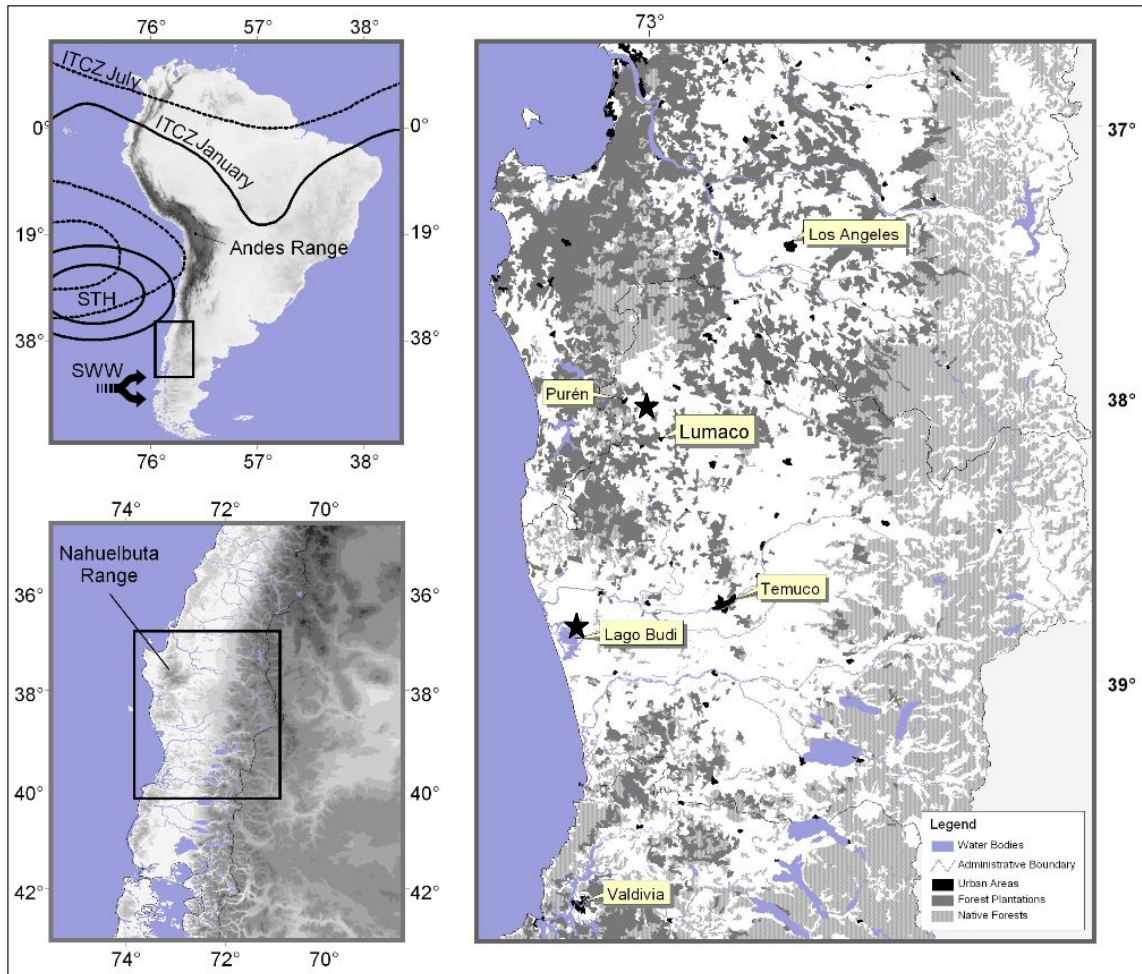 76°
57°
38°
ITCZ July
ITCZ January
0°
0°
19°
19°
Andes Range
STH
38°
38°
SWW
76°
57°
38°
74°
72°
70°
Nahuelbuta
Range
36°
36°
38°
38°
40°
40°
42°
42°
74°
72°
70°
73°
37°
Los Angeles
38°
Purén
Lumaco
Temuco
Lago Budi
39°
Valdivia
Legend
Water Bodies
Administrative Boundary
Urban Areas
Forest Plantations
Native Forests